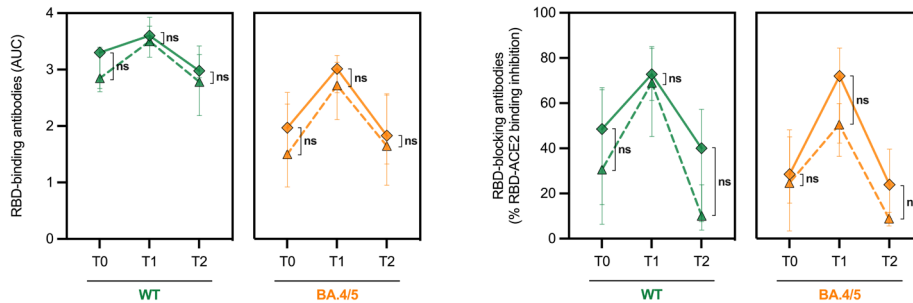 RBD-binding antibodies (AUC)
4
3
2
1
0
ns
ns
ns
T0
T1
T2
WT
ns
ns
ns
T0
T1
T2
BA.4/5
RBD-blocking antibodies
(% RBD-ACE2 binding inhibition)
100
80
60
40
20
0
ns
ns
ns
T0
T1
T2
WT
ns
ns
T0
T1
T2
BA.4/5